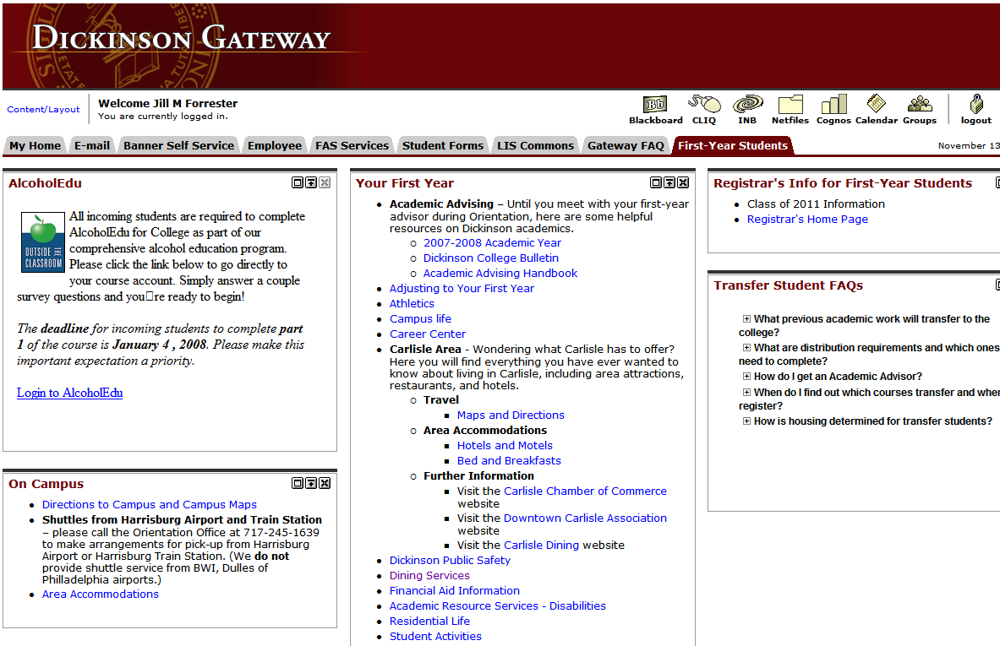 DICKINSON GATEWAY
Content/Layout
Welcome Jill M Forrester
You are currently logged in.
Bb
Blackboard
CLIQ
INB
Netfiles
Cognos
Calendar
Groups
logout
My Home
E-mail
Banner Self Service
Employee
FAS Services
Student Forms
LIS Commons
Gateway FAQ
First-Year Students
November 13
AlcoholEdu
OUTSIDE THE
CLASSROOM
All incoming students are required to complete
AlcoholEdu for College as part of our
comprehensive alcohol education program.
Please click the link below to go directly to
your course account. Simply answer a couple
survey questions and you□re ready to begin!
The deadline for incoming students to complete part
1 of the course is January 4 , 2008. Please make this
important expectation a priority.
Login to AlcoholEdu
On Campus
• Directions to Campus and Campus Maps
• Shuttles from Harrisburg Airport and Train Station
– please call the Orientation Office at 717-245-1639
to make arrangements for pick-up from Harrisburg
Airport or Harrisburg Train Station. (We do not
provide shuttle service from BWI, Dulles of
Philadelphia airports.)
• Area Accommodations
Your First Year
• Academic Advising – Until you meet with your first-year
advisor during Orientation, here are some helpful
resources on Dickinson academics.
o 2007-2008 Academic Year
o Dickinson College Bulletin
o Academic Advising Handbook
• Adjusting to Your First Year
• Athletics
• Campus life
• Career Center
• Carlisle Area - Wondering what Carlisle has to offer?
Here you will find everything you have ever wanted to
know about living in Carlisle, including area attractions,
restaurants, and hotels.
o Travel
▪ Maps and Directions
o Area Accommodations
▪ Hotels and Motels
▪ Bed and Breakfasts
o Further Information
▪ Visit the Carlisle Chamber of Commerce
website
▪ Visit the Downtown Carlisle Association
website
▪ Visit the Carlisle Dining website
• Dickinson Public Safety
• Dining Services
• Financial Aid Information
• Academic Resource Services - Disabilities
• Residential Life
• Student Activities
Registrar's Info for First-Year Students
• Class of 2011 Information
• Registrar's Home Page
Transfer Student FAQs
What previous academic work will transfer to the
college?
What are distribution requirements and which ones
need to complete?
How do I get an Academic Advisor?
When do I find out which courses transfer and
register?
How is housing determined for transfer students?